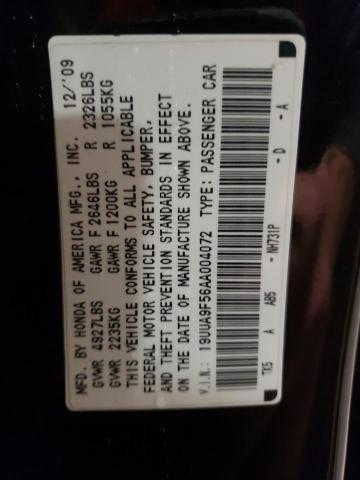 MFD. BY HONDA OF AMERICA MFG., INC. 12/'09
GVWR 4927LBS GAWR F 2646LBS R 2326LBS
GVWR 2235KG GAWR F 1200KG R 1055KG
THIS VEHICLE CONFORMS TO ALL APPLICABLE
FEDERAL MOTOR VEHICLE SAFETY, BUMPER,
AND THEFT PREVENTION STANDARDS IN EFFECT
ON THE DATE OF MANUFACTURE SHOWN ABOVE.
V.I.N.: 19UUA9F56AA004072 TYPE: PASSENGER CAR
TK5 A AB5 -NH731P -D -A